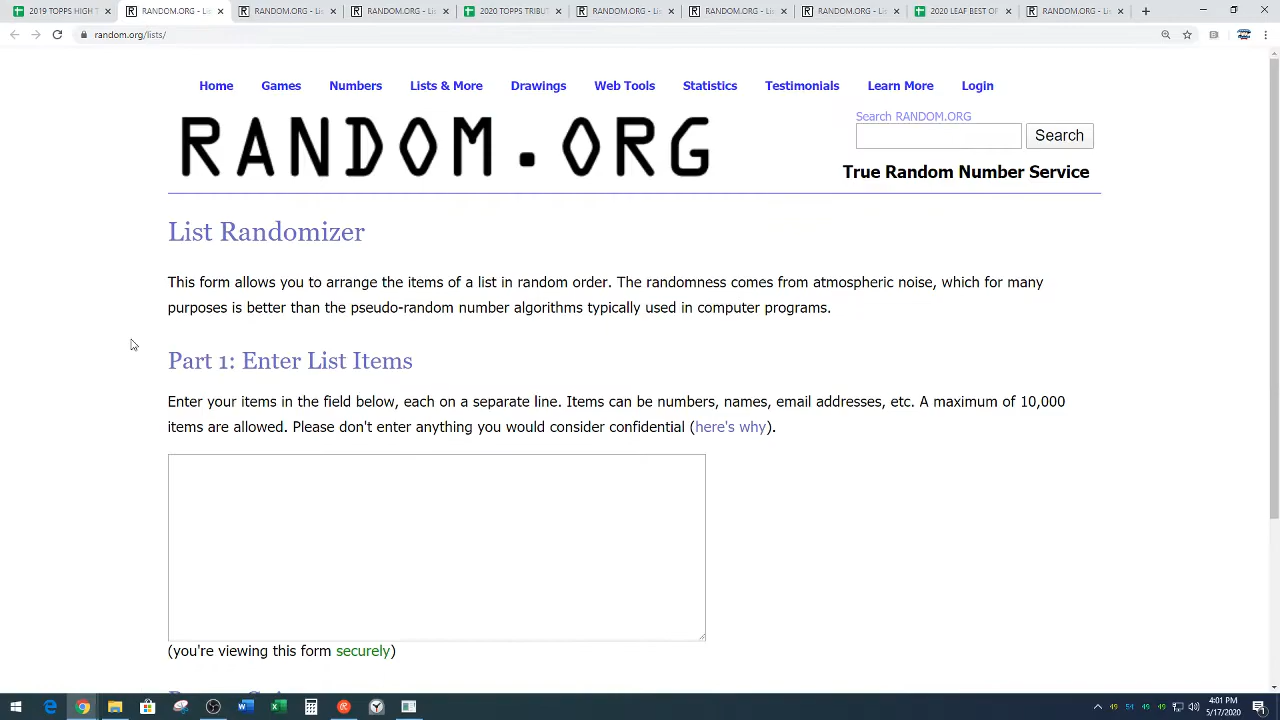 2019 TOPPS HIGH T
RANDOM.ORG - Lis
RANDOM.ORG - Lis
RANDOM.ORG - Lis
2020 TOPPS TRIBUT
RANDOM.ORG - Lis
RANDOM.ORG - Lis
RANDOM.ORG - Lis
2020 LEAF BEST OF
RANDOM.ORG - Lis
random.org/lists/
Home Games Numbers Lists & More Drawings Web Tools Statistics Testimonials Learn More Login
Search RANDOM.ORG
RANDOM.ORG
Search
True Random Number Service
List Randomizer
This form allows you to arrange the items of a list in random order. The randomness comes from atmospheric noise, which for many
purposes is better than the pseudo-random number algorithms typically used in computer programs.
Part 1: Enter List Items
Enter your items in the field below, each on a separate line. Items can be numbers, names, email addresses, etc. A maximum of 10,000
items are allowed. Please don't enter anything you would consider confidential (here's why).
(you're viewing this form securely)
4:01 PM
5/17/2020